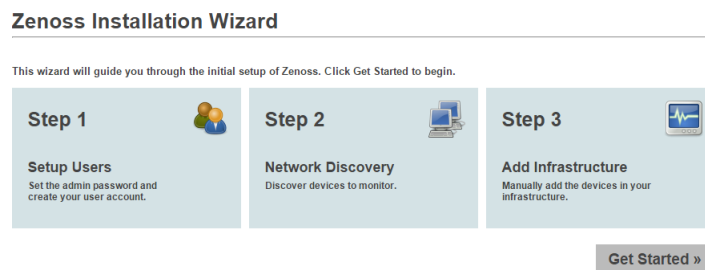 Zenoss Installation Wizard
This wizard will guide you through the initial setup of Zenoss. Click Get Started to begin.
Step 1
Setup Users
Set the admin password and
create your user account.
Step 2
Network Discovery
Discover devices to monitor.
Step 3
Add Infrastructure
Manually add the devices in your
infrastructure.
Get Started »